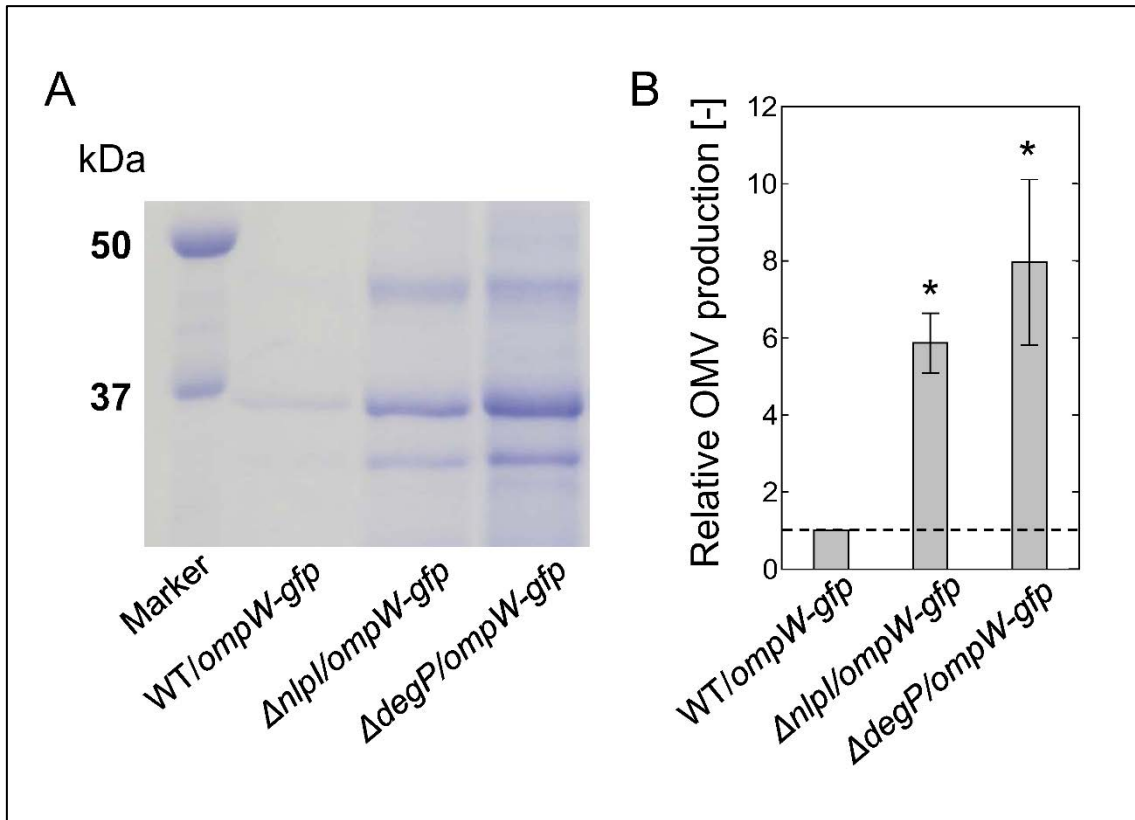 A
kDa
50
37
Marker
WT/ompW-gfp
ΔnlpI/ompW-gfp
ΔdegP/ompW-gfp
B
Relative OMV production [-]
12
10
8
6
4
2
0
*
*
WT/ompW-gfp
ΔnlpI/ompW-gfp
ΔdegP/ompW-gfp